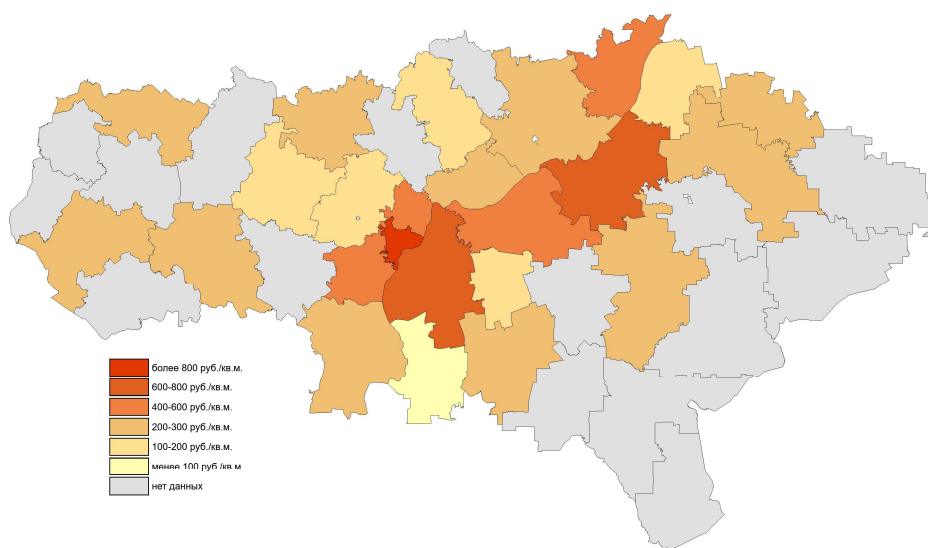 более 800 руб./кв.м.
600-800 руб./кв.м.
400-600 руб./кв.м.
200-300 руб./кв.м.
100-200 руб./кв.м.
менее 100 руб./кв.м
нет данных